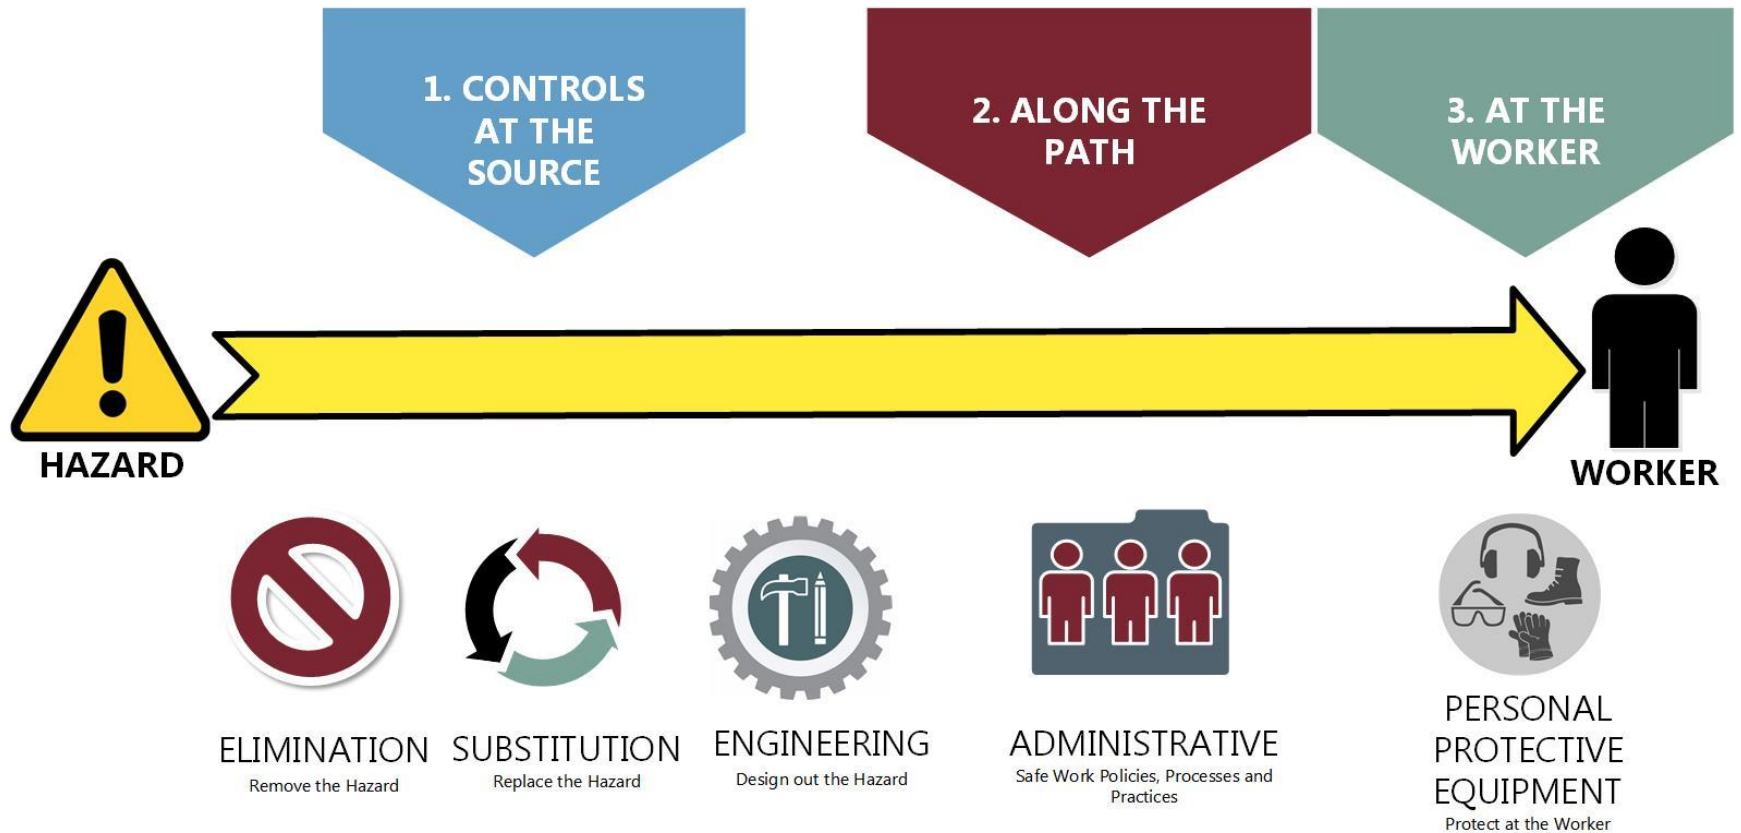 1. CONTROLS
AT THE
SOURCE
2. ALONG THE
PATH
3. AT THE
WORKER
HAZARD
WORKER
ELIMINATION
Remove the Hazard
SUBSTITUTION
Replace the Hazard
ENGINEERING
Design out the Hazard
ADMINISTRATIVE
Safe Work Policies, Processes and
Practices
PERSONAL
PROTECTIVE
EQUIPMENT
Protect at the Worker